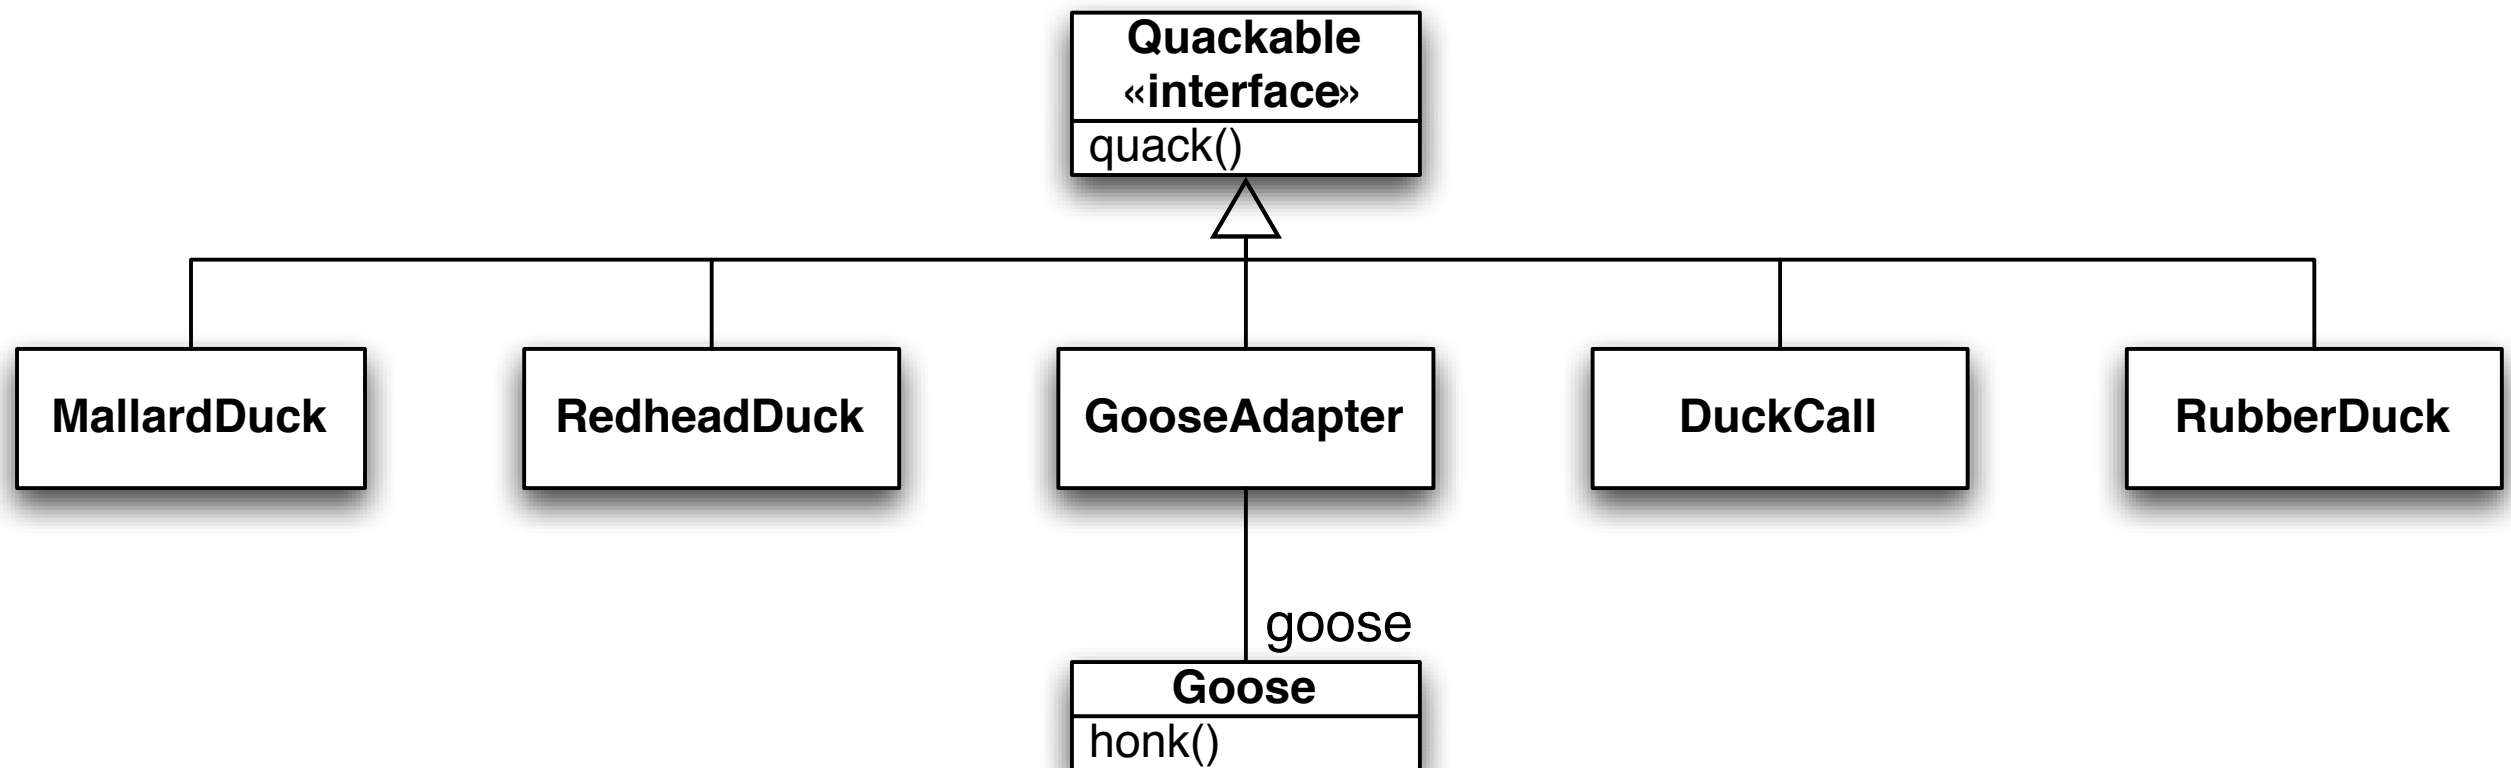 Quackable
«interface»
quack()
MallardDuck
RedheadDuck
GooseAdapter
DuckCall
RubberDuck
goose
Goose
honk()